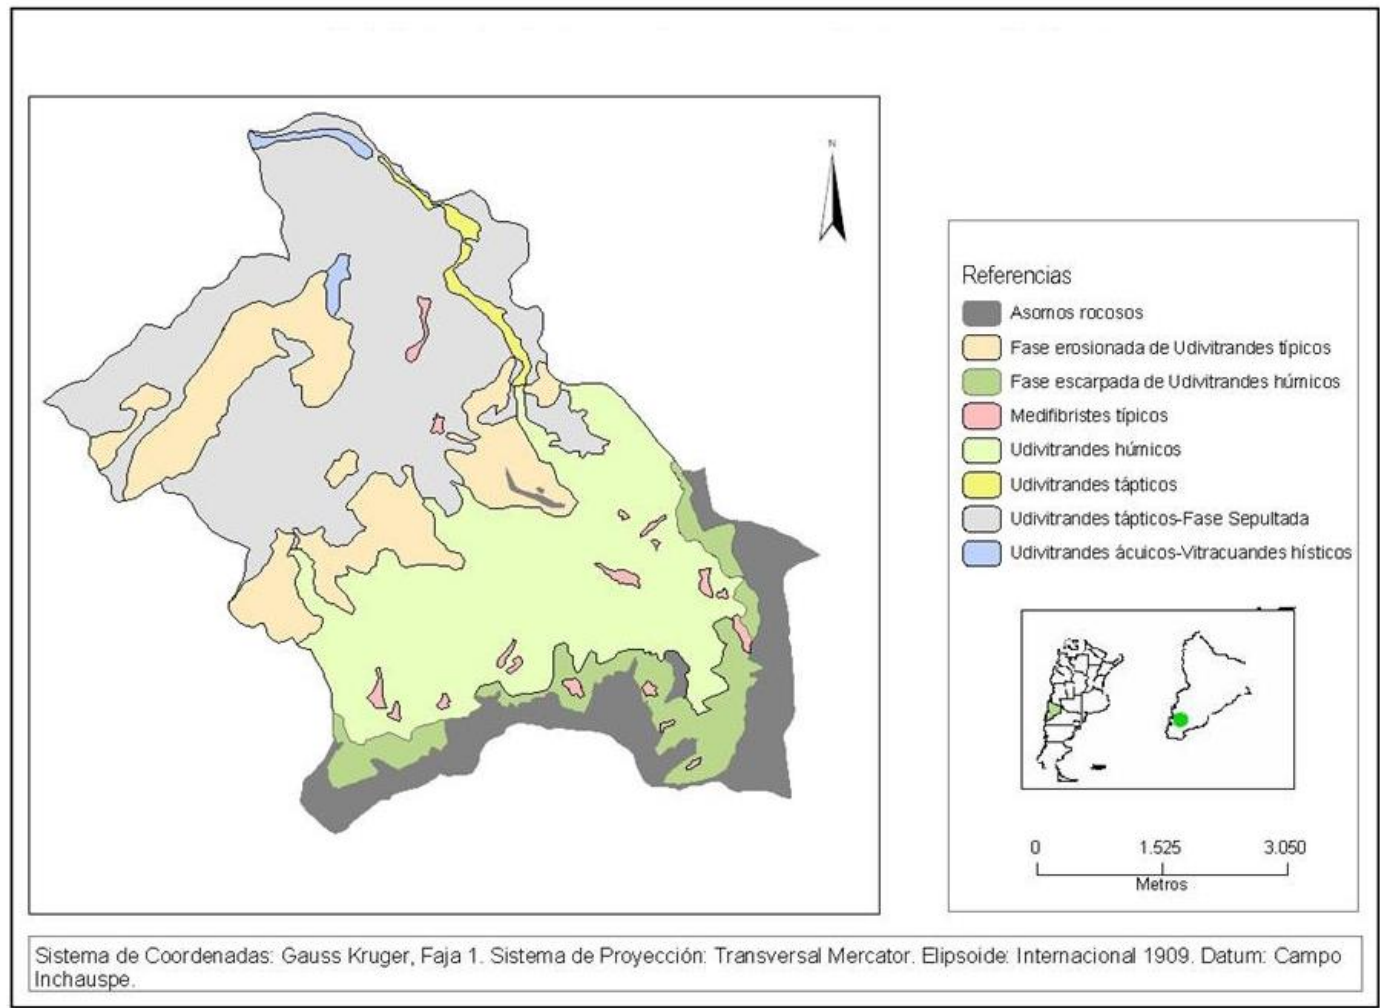 N
Referencias
Asomos rocosos
Fase erosionada de Udivitrandes típicos
Fase escarpada de Udivitrandes húmicos
Medifibristes típicos
Udivitrandes húmicos
Udivitrandes tápticos
Udivitrandes tápticos-Fase Sepultada
Udivitrandes ácuicos-Vitracuandes hísticos
0 1.525 3.050
Metros
Sistema de Coordenadas: Gauss Kruger, Faja 1. Sistema de Proyección: Transversal Mercator. Elipsoide: Internacional 1909. Datum: Campo
Inchauspe.